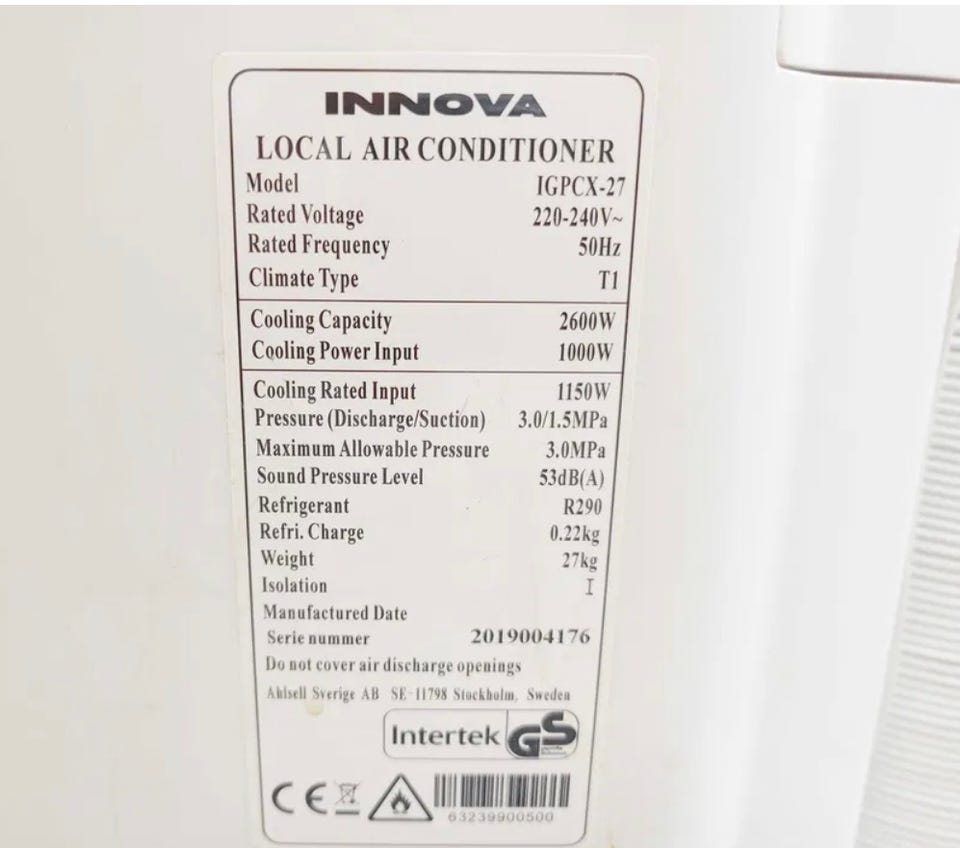 INNOVA
LOCAL AIR CONDITIONER
Model IGPCX-27
Rated Voltage 220-240V~
Rated Frequency 50Hz
Climate Type T1
Cooling Capacity 2600W
Cooling Power Input 1000W
Cooling Rated Input 1150W
Pressure (Discharge/Suction) 3.0/1.5MPa
Maximum Allowable Pressure 3.0MPa
Sound Pressure Level 53dB(A)
Refrigerant R290
Refri. Charge 0.22kg
Weight 27kg
Isolation I
Manufactured Date
Serie nummer 2019004176
Do not cover air discharge openings
Ahlsell Sverige AB SE-11798 Stockholm, Sweden
Intertek GS
CE
63239900500